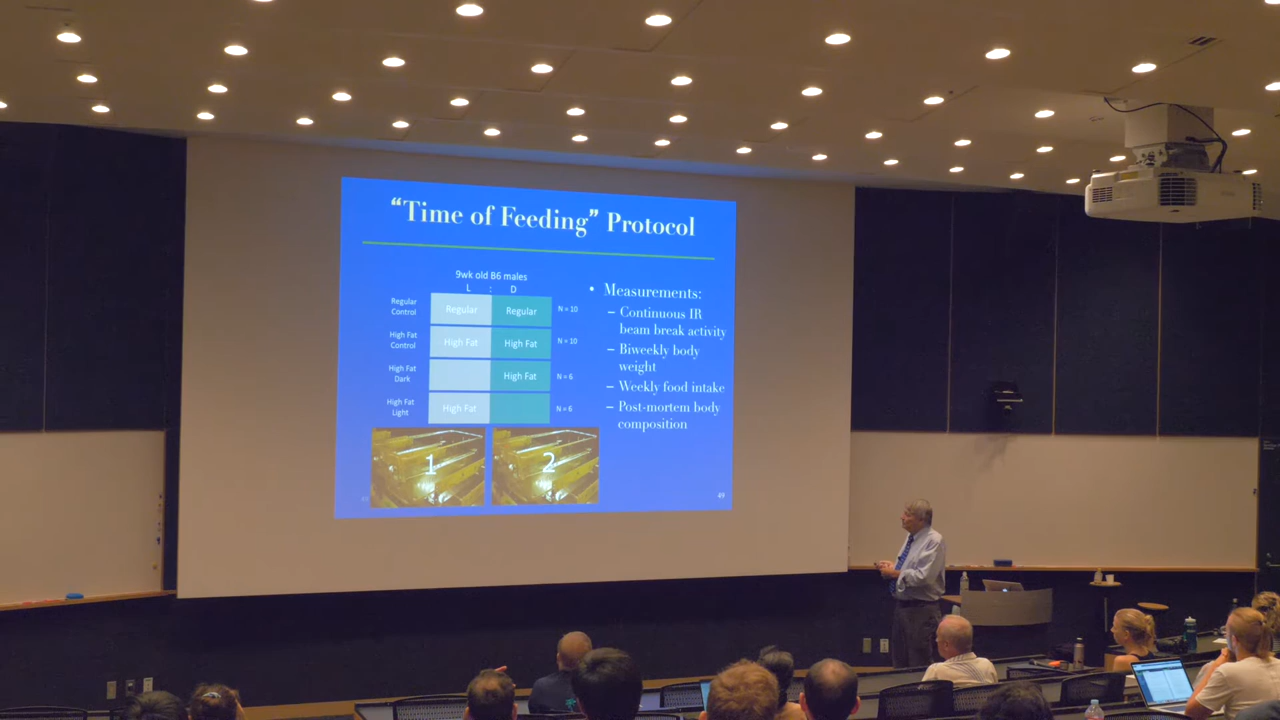 “Time of Feeding” Protocol
9wk old B6 males
L : D
Regular Control
Regular
Regular
N = 10
High Fat Control
High Fat
High Fat
N = 10
High Fat Dark
High Fat
N = 6
High Fat Light
High Fat
N = 6
1
2
• Measurements:
– Continuous IR
beam break activity
– Biweekly body
weight
– Weekly food intake
– Post-mortem body
composition
49